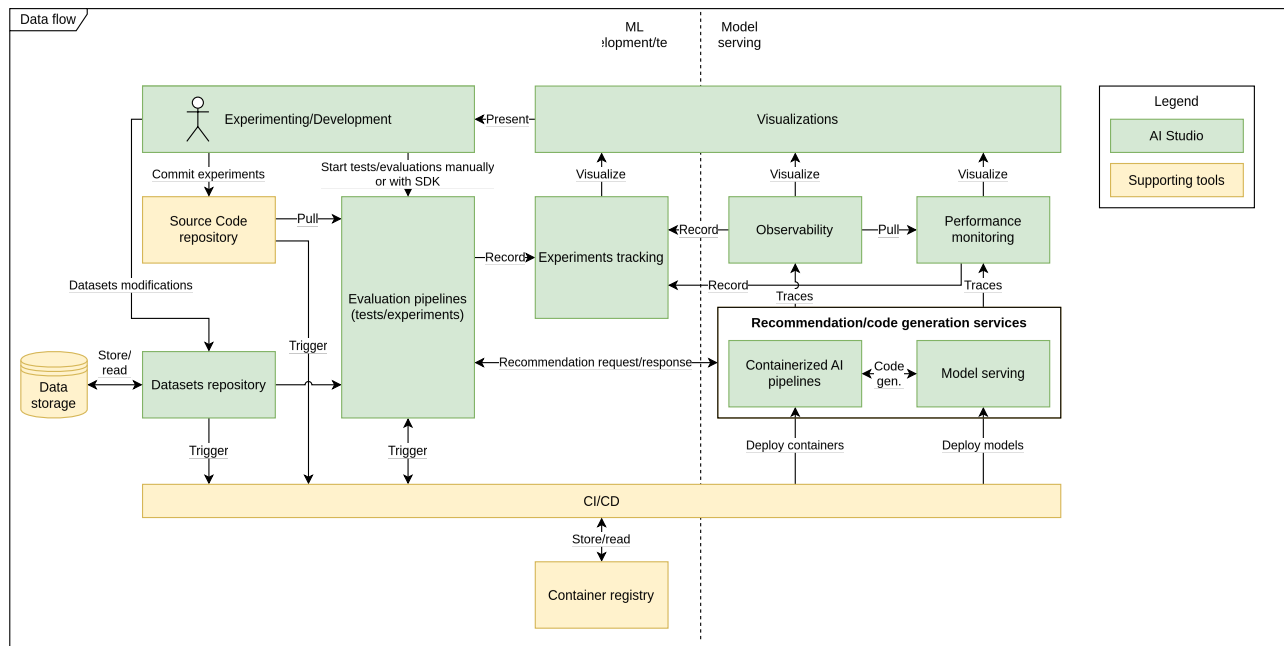 Data flow
ML
Model
serving
Experimenting/Development
Present
Visualizations
Legend
AI Studio
Supporting tools
Commit experiments
Start tests/evaluations manually
or with SDK
Visualize
Visualize
Visualize
Source Code
repository
Pull
Record
Observability
Pull
Performance
monitoring
Record
Experiments tracking
Datasets modifications
Evaluation pipelines
(tests/experiments)
Record
Traces
Traces
Trigger
Recommendation/code generation services
Store/
read
Recommendation request/response
Containerized AI
pipelines
Code
gen.
Model serving
Data
storage
Datasets repository
Trigger
Trigger
Deploy containers
Deploy models
CI/CD
Store/read
Container registry